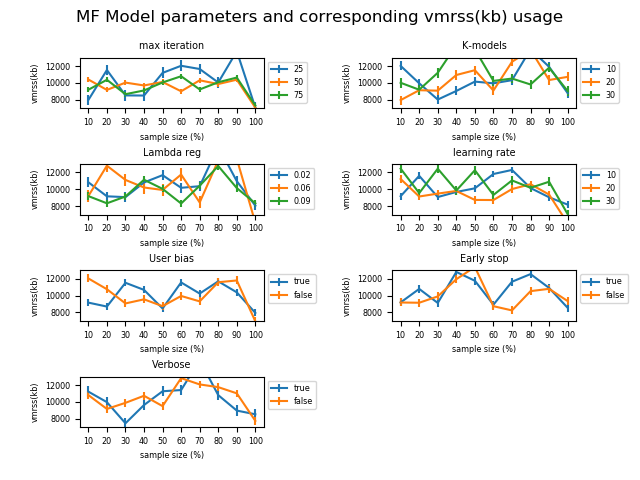 MF Model parameters and corresponding vmrss(kb) usage
max iteration
vmrss(kb)
12000
10000
8000
10 20 30 40 50 60 70 80 90 100
sample size (%)
25
50
75
K-models
vmrss(kb)
12000
10000
8000
10 20 30 40 50 60 70 80 90 100
sample size (%)
10
20
30
Lambda reg
vmrss(kb)
12000
10000
8000
10 20 30 40 50 60 70 80 90 100
sample size (%)
0.02
0.06
0.09
learning rate
vmrss(kb)
12000
10000
8000
10 20 30 40 50 60 70 80 90 100
sample size (%)
10
20
30
User bias
vmrss(kb)
12000
10000
8000
10 20 30 40 50 60 70 80 90 100
sample size (%)
true
false
Early stop
vmrss(kb)
12000
10000
8000
10 20 30 40 50 60 70 80 90 100
sample size (%)
true
false
Verbose
vmrss(kb)
12000
10000
8000
10 20 30 40 50 60 70 80 90 100
sample size (%)
true
false